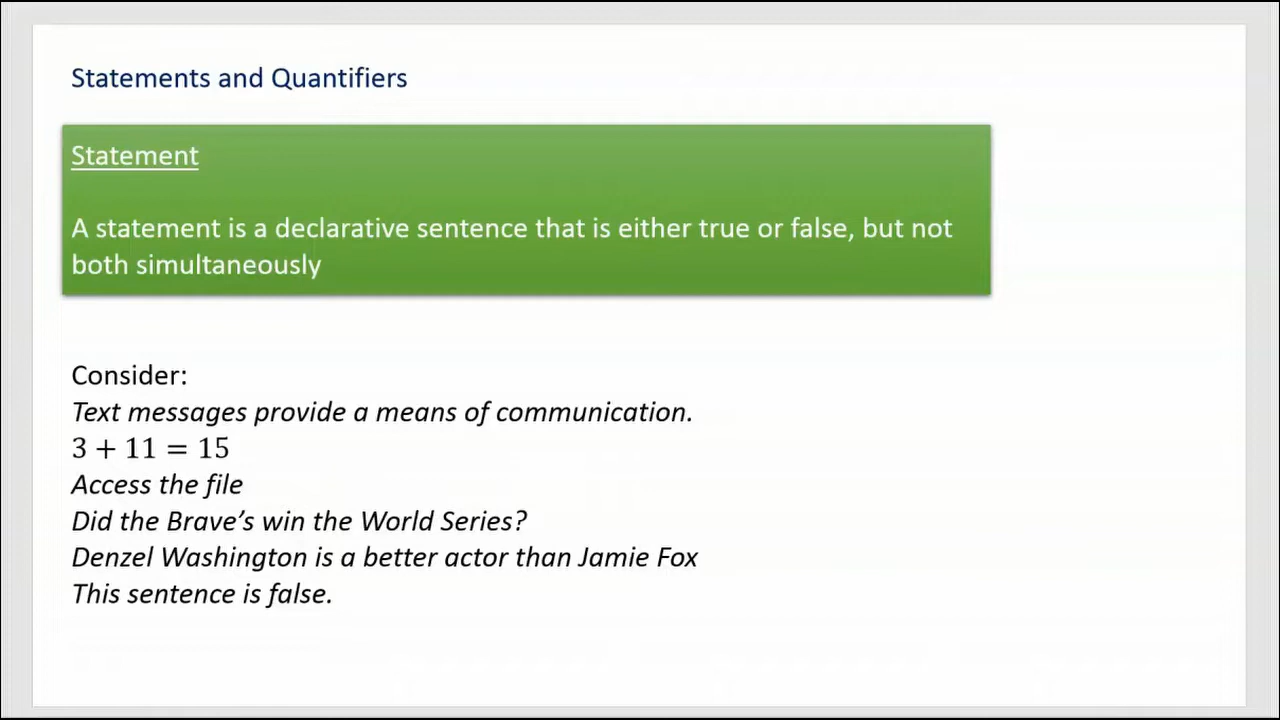 Statements and Quantifiers
Statement
A statement is a declarative sentence that is either true or false, but not
both simultaneously
Consider:
Text messages provide a means of communication.
3 + 11 = 15
Access the file
Did the Brave’s win the World Series?
Denzel Washington is a better actor than Jamie Fox
This sentence is false.